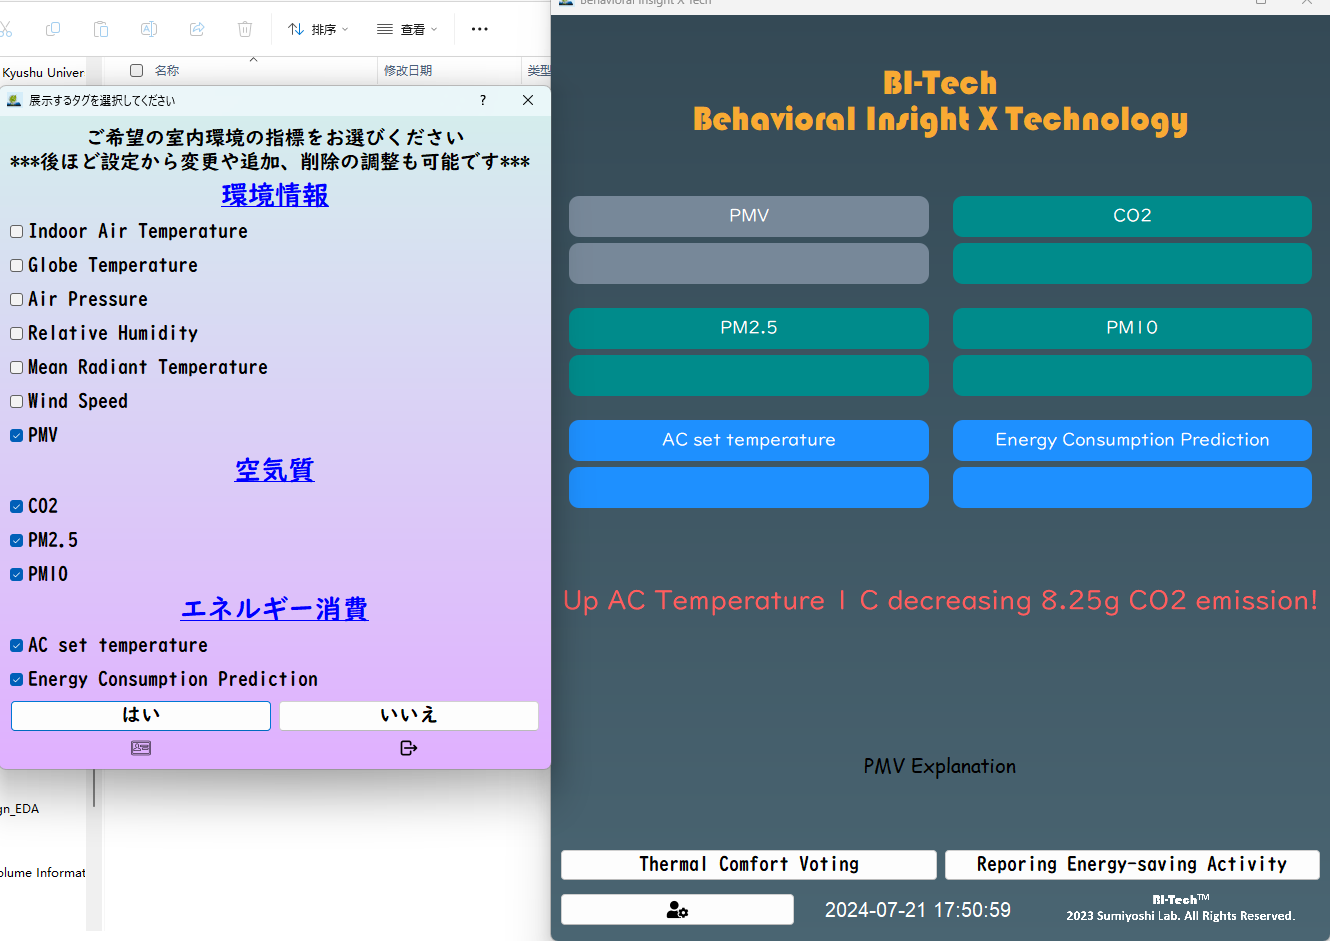 排序
查看
Kyushu Univer
名称
修改日期
类型
展示するタグを選択してください
?
ご希望の室内環境の指標をお選びください
***後ほど設定から変更や追加、削除の調整も可能です***
環境情報
Indoor Air Temperature
Globe Temperature
Air Pressure
Relative Humidity
Mean Radiant Temperature
Wind Speed
PMV
空気質
CO2
PM2.5
PM10
エネルギー消費
AC set temperature
Energy Consumption Prediction
はい
いいえ
gn_EDA
olume Informat
Behavioral Insight X Tech
BI-Tech
Behavioral Insight X Technology
PMV
CO2
PM2.5
PM10
AC set temperature
Energy Consumption Prediction
Up AC Temperature 1 C decreasing 8.25g CO2 emission!
PMV Explanation
Thermal Comfort Voting
Reporing Energy-saving Activity
2024-07-21 17:50:59
BI-Tech™
2023 Sumiyoshi Lab. All Rights Reserved.